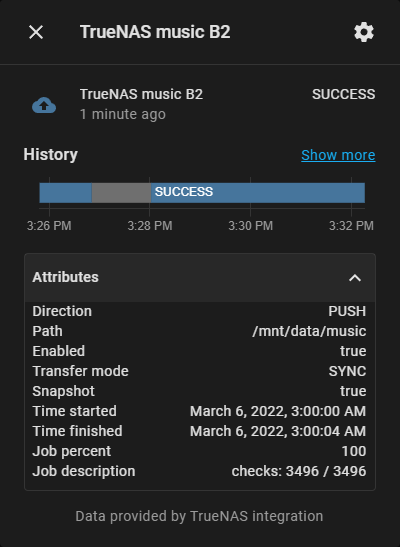 TrueNAS music B2
TrueNAS music B2 SUCCESS
1 minute ago
History Show more
SUCCESS
3:26 PM 3:28 PM 3:30 PM 3:32 PM
Attributes
Direction PUSH
Path /mnt/data/music
Enabled true
Transfer mode SYNC
Snapshot true
Time started March 6, 2022, 3:00:00 AM
Time finished March 6, 2022, 3:00:04 AM
Job percent 100
Job description checks: 3496 / 3496
Data provided by TrueNAS integration